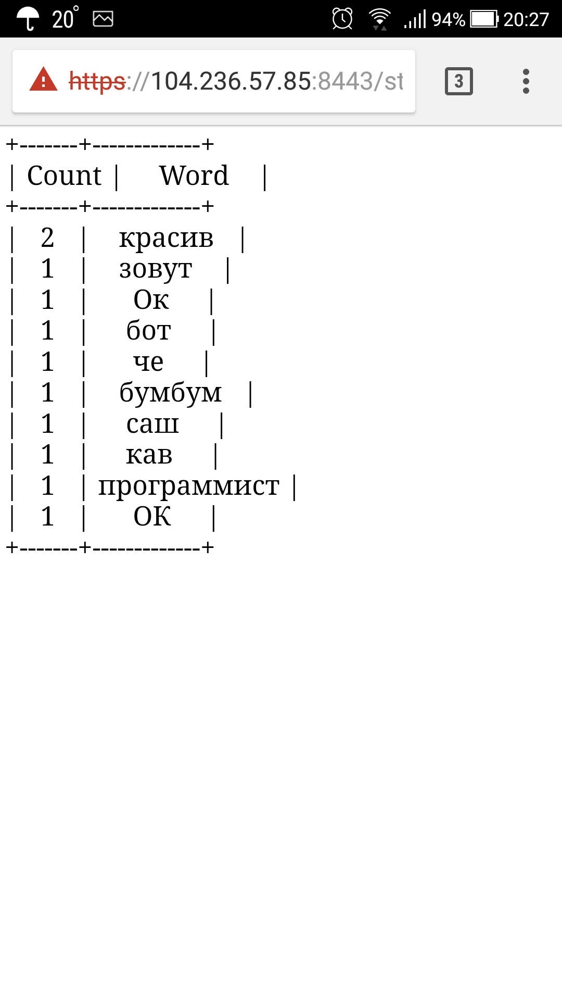 20° 94% 20:27
https://104.236.57.85:8443/st
3
+-------+-------------+
| Count |     Word    |
+-------+-------------+
|   2   |    красив   |
|   1   |    зовут    |
|   1   |      Ок     |
|   1   |     бот     |
|   1   |      че     |
|   1   |    бумбум   |
|   1   |     саш     |
|   1   |     кав     |
|   1   | программист |
|   1   |      ОК     |
+-------+-------------+